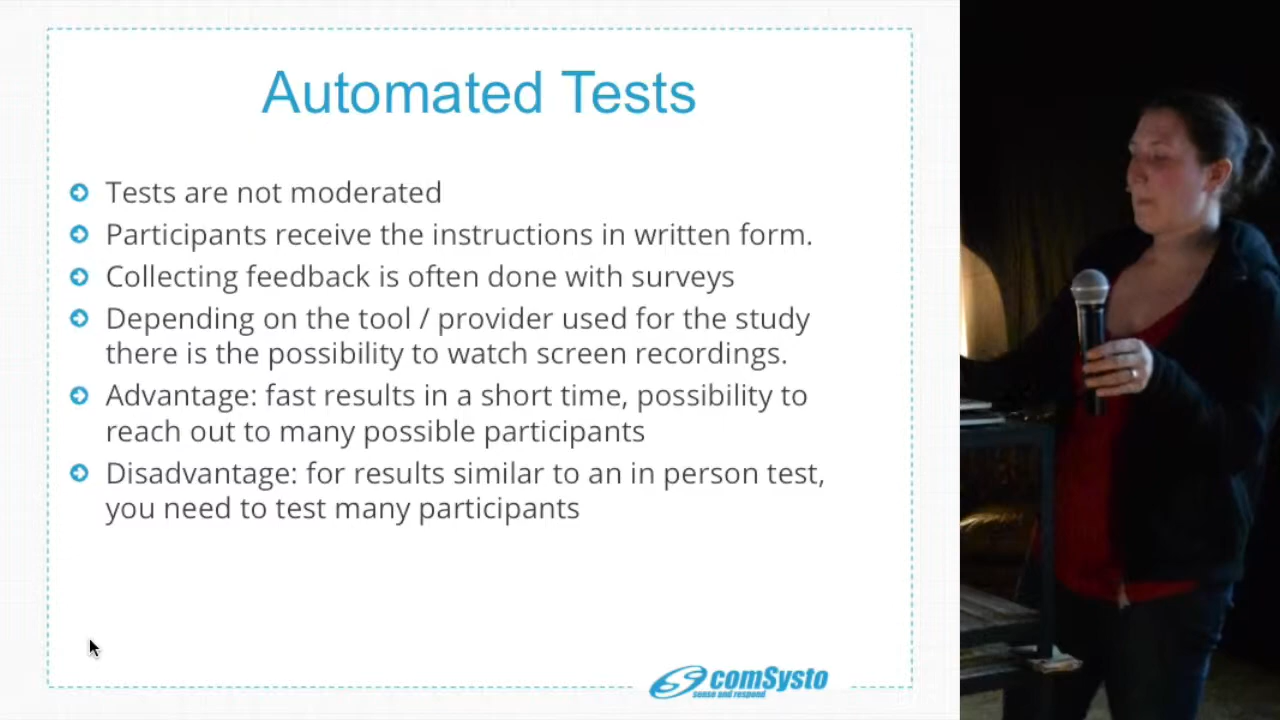 Automated Tests
Tests are not moderated
Participants receive the instructions in written form.
Collecting feedback is often done with surveys
Depending on the tool / provider used for the study
there is the possibility to watch screen recordings.
Advantage: fast results in a short time, possibility to
reach out to many possible participants
Disadvantage: for results similar to an in person test,
you need to test many participants
comSysto
sense and respond